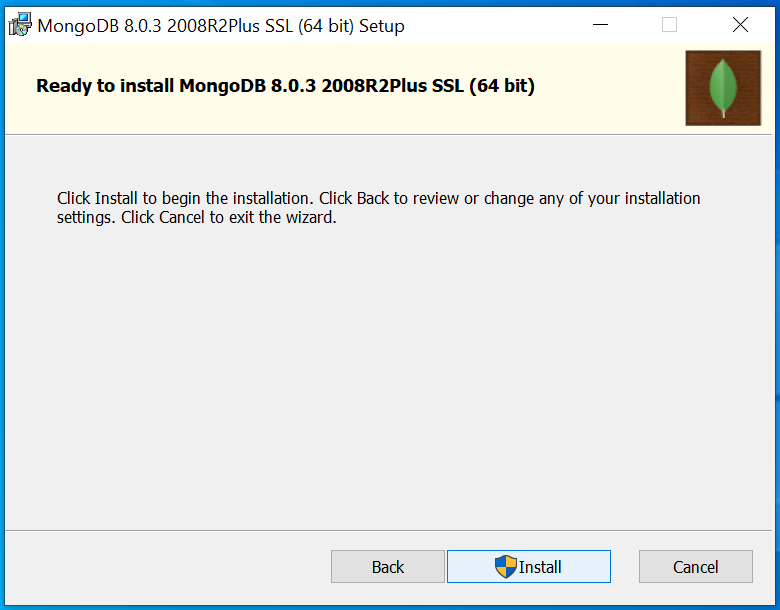 MongoDB 8.0.3 2008R2Plus SSL (64 bit) Setup
Ready to install MongoDB 8.0.3 2008R2Plus SSL (64 bit)
Click Install to begin the installation. Click Back to review or change any of your installation
settings. Click Cancel to exit the wizard.
Back
Install
Cancel